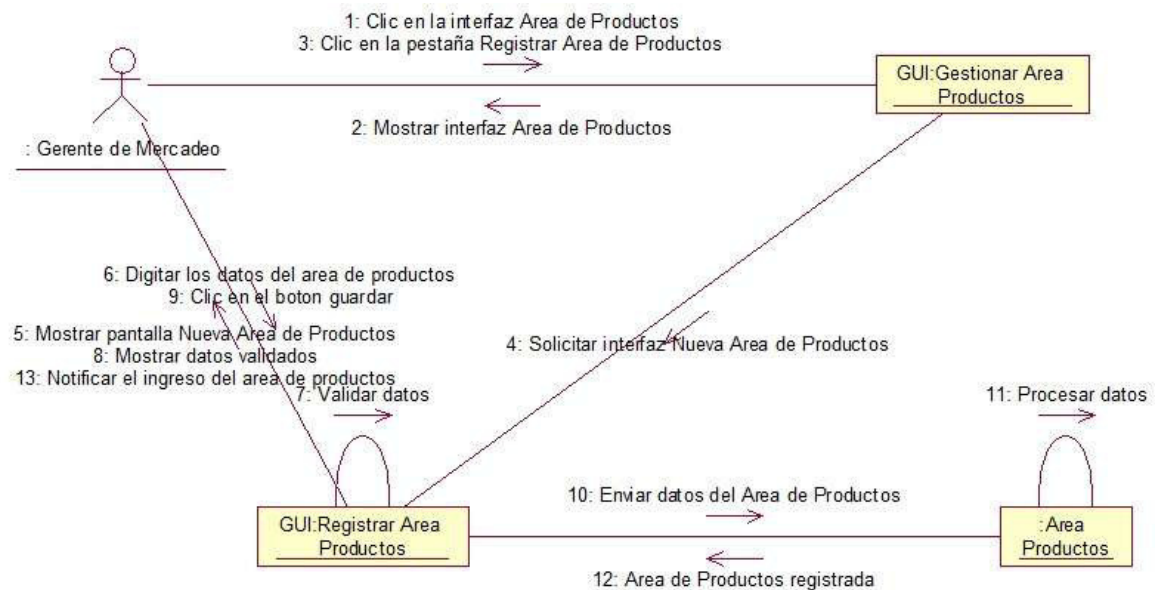 1: Clic en la interfaz Area de Productos
3: Clic en la pestaña Registrar Area de Productos
GUI:Gestionar Area
Productos
2: Mostrar interfaz Area de Productos
: Gerente de Mercadeo
6: Digitar los datos del area de productos
9: Clic en el boton guardar
5: Mostrar pantalla Nueva Area de Productos
8: Mostrar datos validados
13: Notificar el ingreso del area de productos
4: Solicitar interfaz Nueva Area de Productos
7: Validar datos
11: Procesar datos
10: Enviar datos del Area de Productos
GUI:Registrar Area
Productos
:Area
Productos
12: Area de Productos registrada